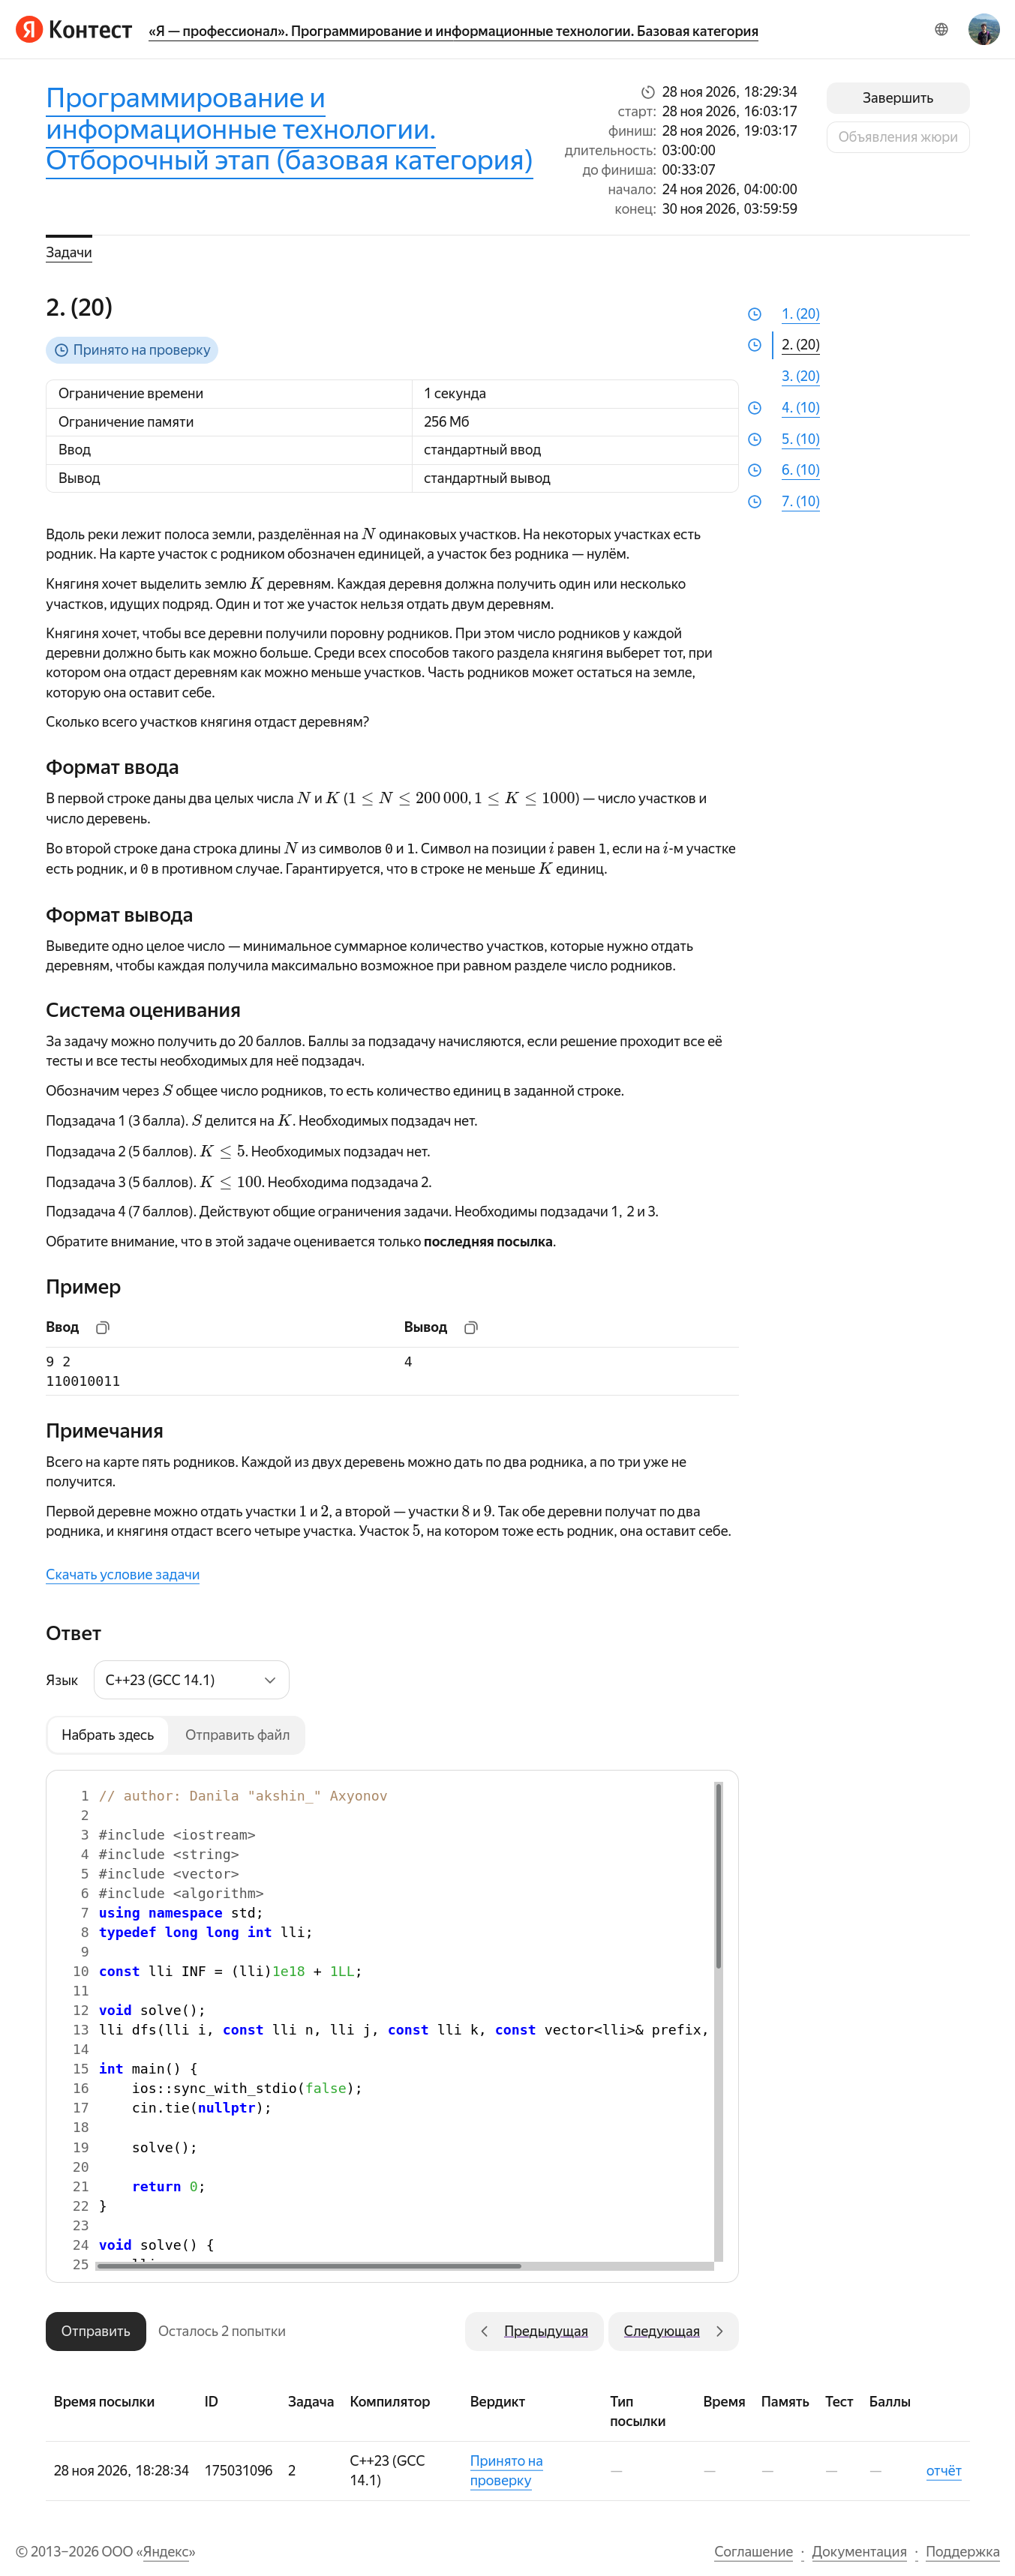 Я Контест
«Я — профессионал». Программирование и информационные технологии. Базовая категория
Программирование и
информационные технологии.
Отборочный этап (базовая категория)
28 ноя 2026, 18:29:34
старт: 28 ноя 2026, 16:03:17
финиш: 28 ноя 2026, 19:03:17
длительность: 03:00:00
до финиша: 00:33:07
начало: 24 ноя 2026, 04:00:00
конец: 30 ноя 2026, 03:59:59
Завершить
Объявления жюри
Задачи
2. (20)
Принято на проверку
Ограничение времени 1 секунда
Ограничение памяти 256 Мб
Ввод стандартный ввод
Вывод стандартный вывод
1. (20)
2. (20)
3. (20)
4. (10)
5. (10)
6. (10)
7. (10)
Вдоль реки лежит полоса земли, разделённая на N одинаковых участков. На некоторых участках есть
родник. На карте участок с родником обозначен единицей, а участок без родника — нулём.
Княгиня хочет выделить землю K деревням. Каждая деревня должна получить один или несколько
участков, идущих подряд. Один и тот же участок нельзя отдать двум деревням.
Княгиня хочет, чтобы все деревни получили поровну родников. При этом число родников у каждой
деревни должно быть как можно больше. Среди всех способов такого раздела княгиня выберет тот, при
котором она отдаст деревням как можно меньше участков. Часть родников может остаться на земле,
которую она оставит себе.
Сколько всего участков княгиня отдаст деревням?
Формат ввода
В первой строке даны два целых числа N и K (1 ≤ N ≤ 200 000, 1 ≤ K ≤ 1000) — число участков и
число деревень.
Во второй строке дана строка длины N из символов 0 и 1. Символ на позиции i равен 1, если на i-м участке
есть родник, и 0 в противном случае. Гарантируется, что в строке не меньше K единиц.
Формат вывода
Выведите одно целое число — минимальное суммарное количество участков, которые нужно отдать
деревням, чтобы каждая получила максимально возможное при равном разделе число родников.
Система оценивания
За задачу можно получить до 20 баллов. Баллы за подзадачу начисляются, если решение проходит все её
тесты и все тесты необходимых для неё подзадач.
Обозначим через S общее число родников, то есть количество единиц в заданной строке.
Подзадача 1 (3 балла). S делится на K. Необходимых подзадач нет.
Подзадача 2 (5 баллов). K ≤ 5. Необходимых подзадач нет.
Подзадача 3 (5 баллов). K ≤ 100. Необходима подзадача 2.
Подзадача 4 (7 баллов). Действуют общие ограничения задачи. Необходимы подзадачи 1, 2 и 3.
Обратите внимание, что в этой задаче оценивается только последняя посылка.
Пример
Ввод Вывод
9 2 4
110010011
Примечания
Всего на карте пять родников. Каждой из двух деревень можно дать по два родника, а по три уже не
получится.
Первой деревне можно отдать участки 1 и 2, а второй — участки 8 и 9. Так обе деревни получат по два
родника, и княгиня отдаст всего четыре участка. Участок 5, на котором тоже есть родник, она оставит себе.
Скачать условие задачи
Ответ
Язык C++23 (GCC 14.1)
Набрать здесь Отправить файл
1 // author: Danila "akshin_" Axyonov
2
3 #include <iostream>
4 #include <string>
5 #include <vector>
6 #include <algorithm>
7 using namespace std;
8 typedef long long int lli;
9
10 const lli INF = (lli)1e18 + 1LL;
11
12 void solve();
13 lli dfs(lli i, const lli n, lli j, const lli k, const vector<lli>& prefix,
14
15 int main() {
16     ios::sync_with_stdio(false);
17     cin.tie(nullptr);
18
19     solve();
20
21     return 0;
22 }
23
24 void solve() {
25
Отправить Осталось 2 попытки Предыдущая Следующая
Время посылки ID Задача Компилятор Вердикт Тип посылки Время Память Тест Баллы
28 ноя 2026, 18:28:34 175031096 2 C++23 (GCC 14.1) Принято на проверку — — — — — отчёт
© 2013–2026 ООО «Яндекс»
Соглашение · Документация · Поддержка